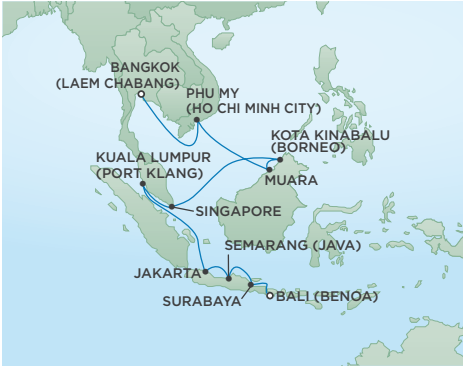 BANGKOK
(LAEM CHABANG)
PHU MY
(HO CHI MINH CITY)
KOTA KINABALU
(BORNEO)
KUALA LUMPUR
(PORT KLANG)
MUARA
SINGAPORE
SEMARANG (JAVA)
JAKARTA
SURABAYA
BALI (BENOA)